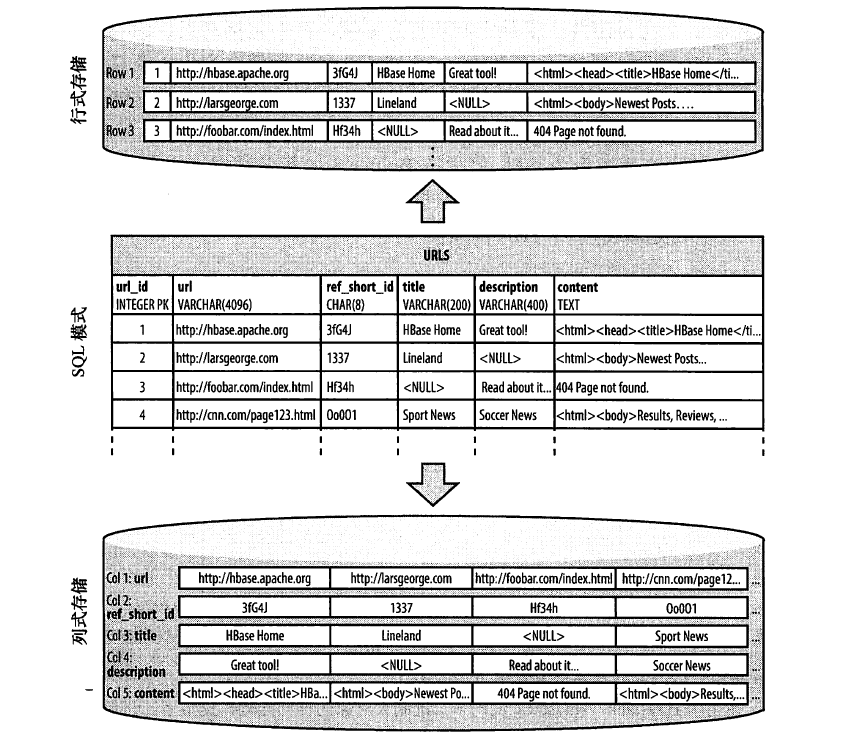 行式存储
Row 1 1 http://hbase.apache.org 3fG4J HBase Home Great tool! <html><head><title>HBase Home</ti...
Row 2 2 http://larsgeorge.com 1337 Lineland <NULL> <html><body>Newest Posts....
Row 3 3 http://foobar.com/index.html Hf34h <NULL> Read about it... 404 Page not found.
SQL 模式
URLS
url_id url ref_short_id title description content
INTEGER PK VARCHAR(4096) CHAR(8) VARCHAR(200) VARCHAR(400) TEXT
1 http://hbase.apache.org 3fG4J HBase Home Great tool! <html><head><title>HBase Home</ti...
2 http://larsgeorge.com 1337 Lineland <NULL> <html><body>Newest Posts...
3 http://foobar.com/index.html Hf34h <NULL> Read about it... 404 Page not found.
4 http://cnn.com/page123.html 0o001 Sport News Soccer News <html><body>Results, Reviews, ...
列式存储
Col 1: url http://hbase.apache.org http://larsgeorge.com http://foobar.com/index.html http://cnn.com/page12... ...
Col 2:
ref_short_id 3fG4J 1337 Hf34h 0o001 ...
Col 3: title HBase Home Lineland <NULL> Sport News ...
Col 4:
description Great tool! <NULL> Read about it... Soccer News ...
Col 5: content <html><head><title>HBa... <html><body>Newest Po... 404 Page not found. <html><body>Results,... ...